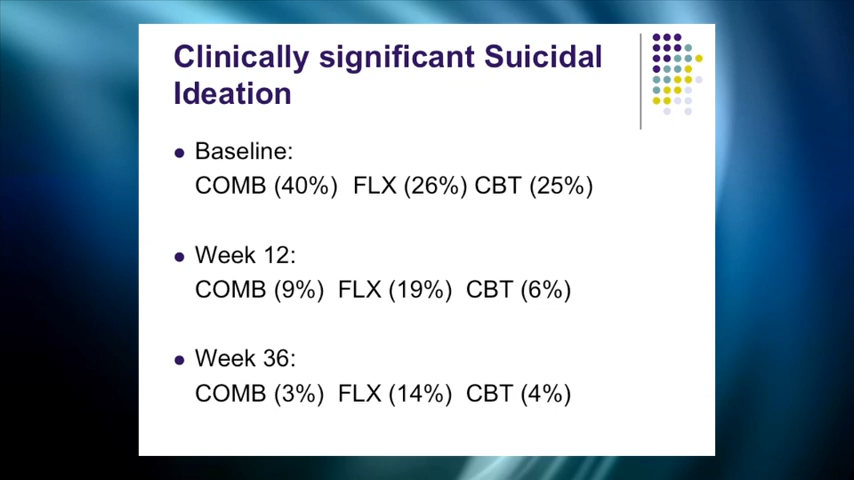 Clinically significant Suicidal
Ideation
● Baseline:
COMB (40%) FLX (26%) CBT (25%)
● Week 12:
COMB (9%) FLX (19%) CBT (6%)
● Week 36:
COMB (3%) FLX (14%) CBT (4%)